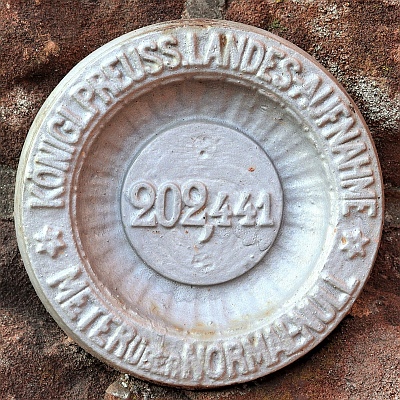 KÖNIGL. PREUSS. LANDES-AUFNAHME
202,441
METER ÜBER NORMAL-NULL